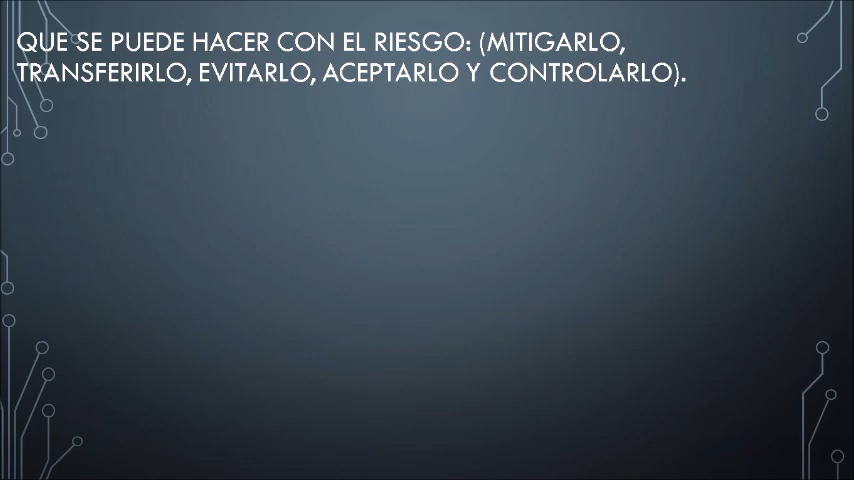 QUE SE PUEDE HACER CON EL RIESGO: (MITIGARLO,
TRANSFERIRLO, EVITARLO, ACEPTARLO Y CONTROLARLO).